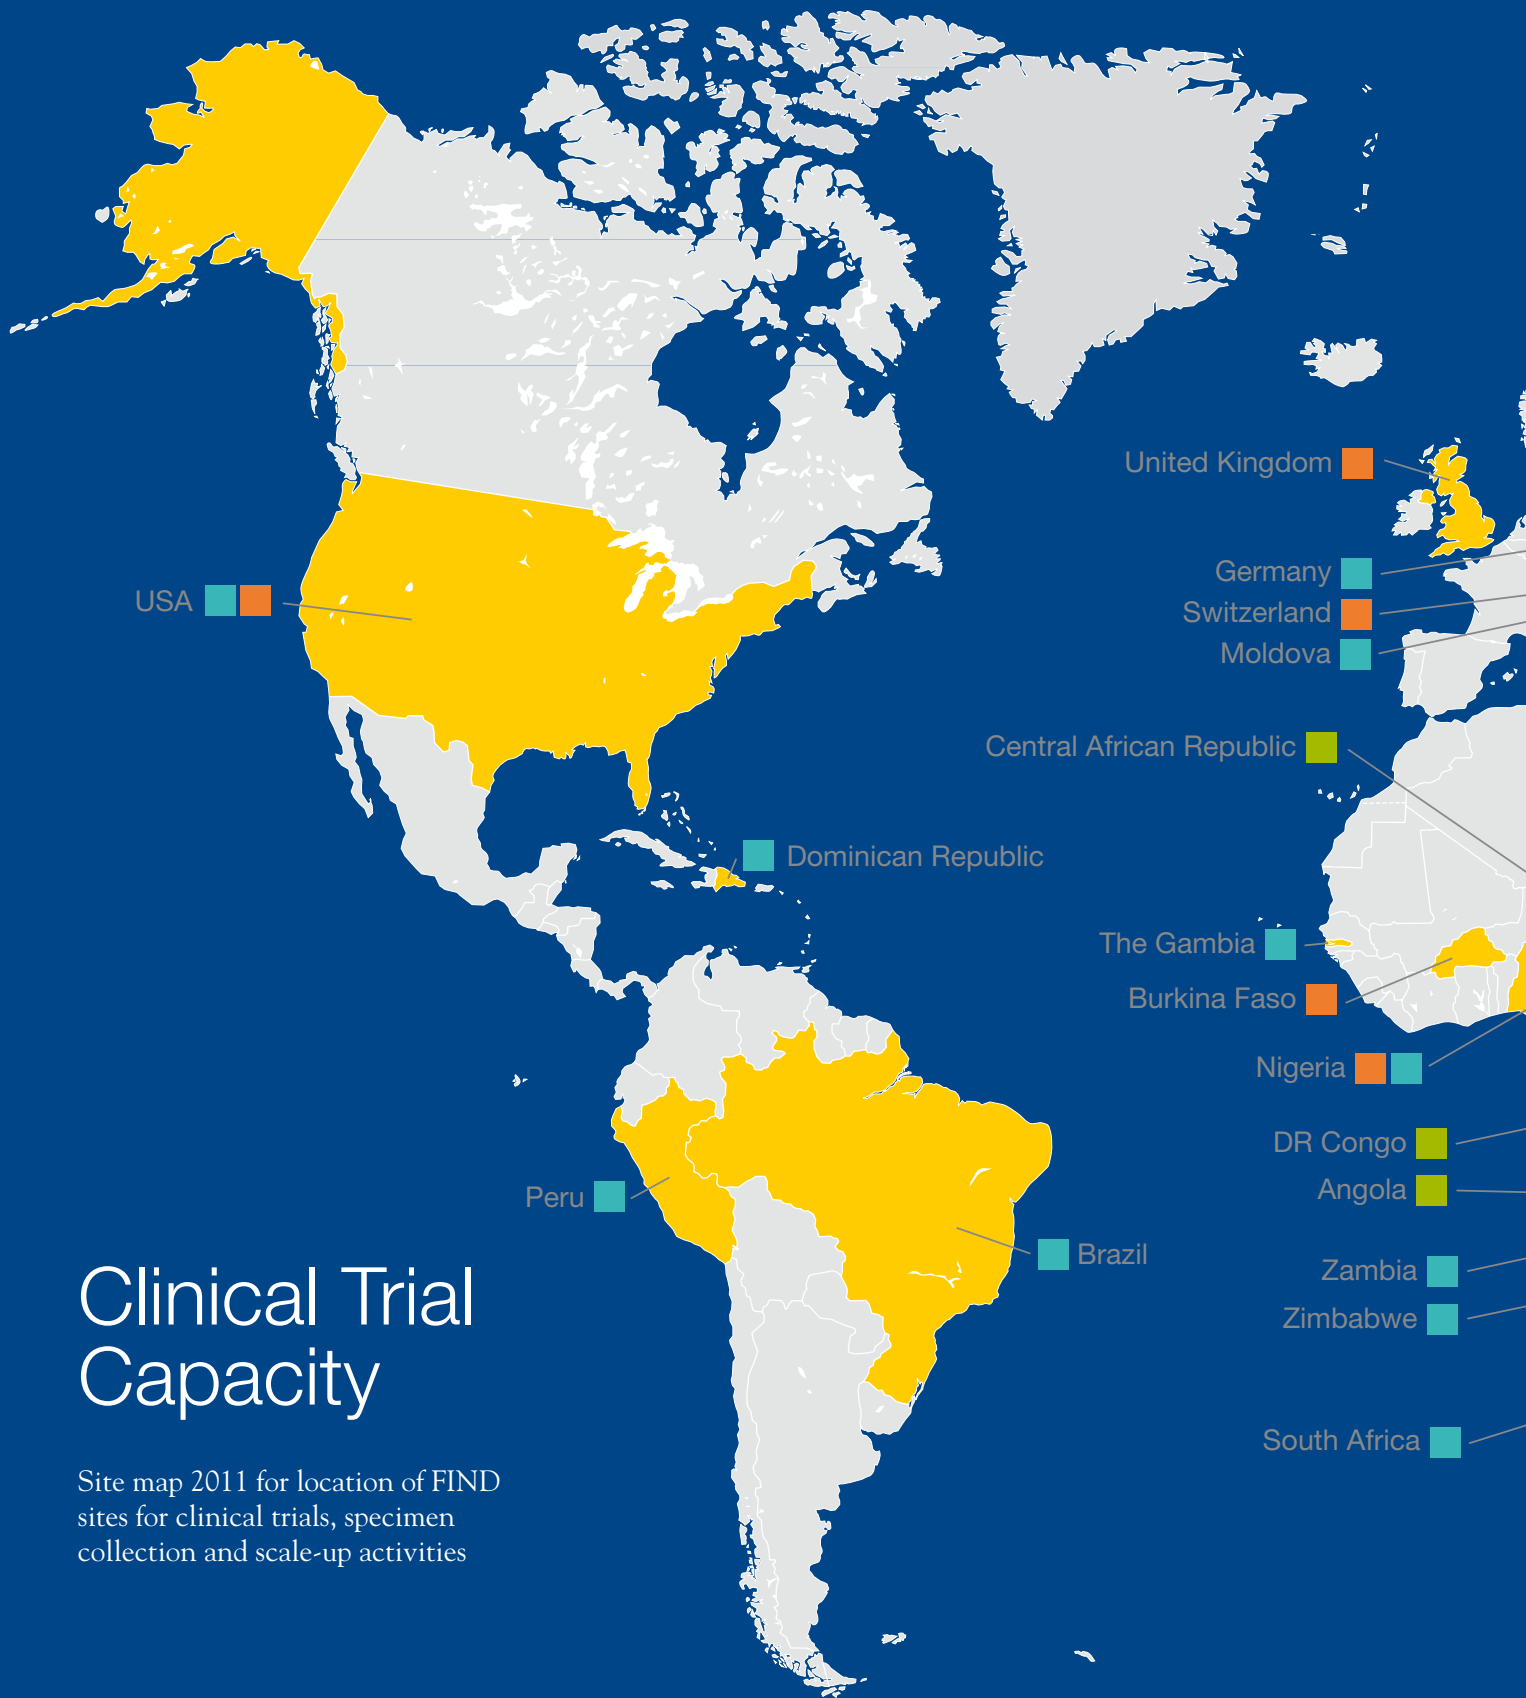 United Kingdom
Germany
USA
Switzerland
Moldova
Central African Republic
Dominican Republic
The Gambia
Burkina Faso
Nigeria
DR Congo
Angola
Peru
Brazil
Zambia
Zimbabwe
South Africa
Clinical Trial
Capacity
Site map 2011 for location of FIND
sites for clinical trials, specimen
collection and scale-up activities